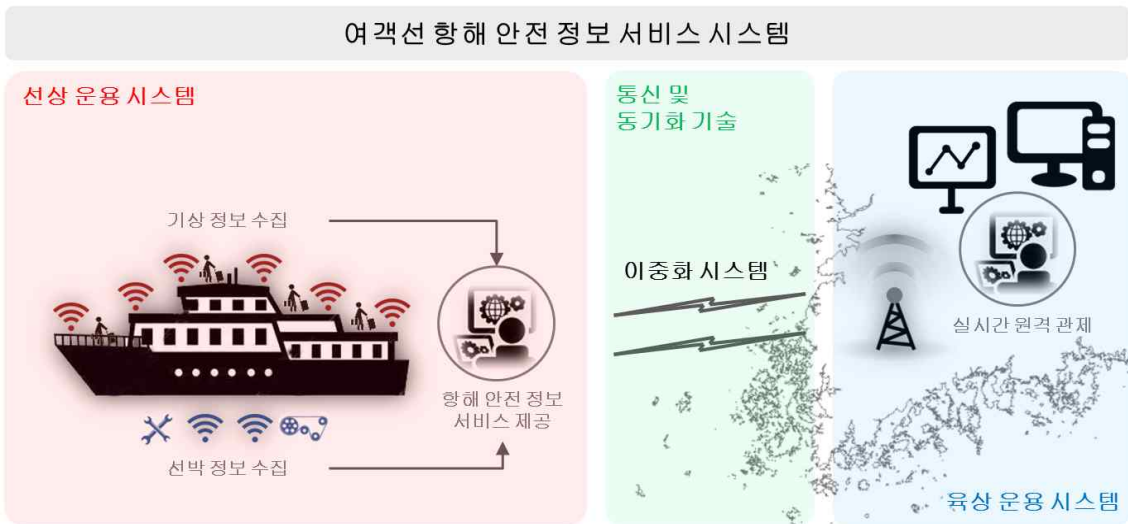 여객선 항해 안전 정보 서비스 시스템
선상 운용 시스템
기상 정보 수집
항해 안전 정보
서비스 제공
선박 정보 수집
통신 및
동기화 기술
이중화 시스템
실시간 원격 관제
육상 운용 시스템